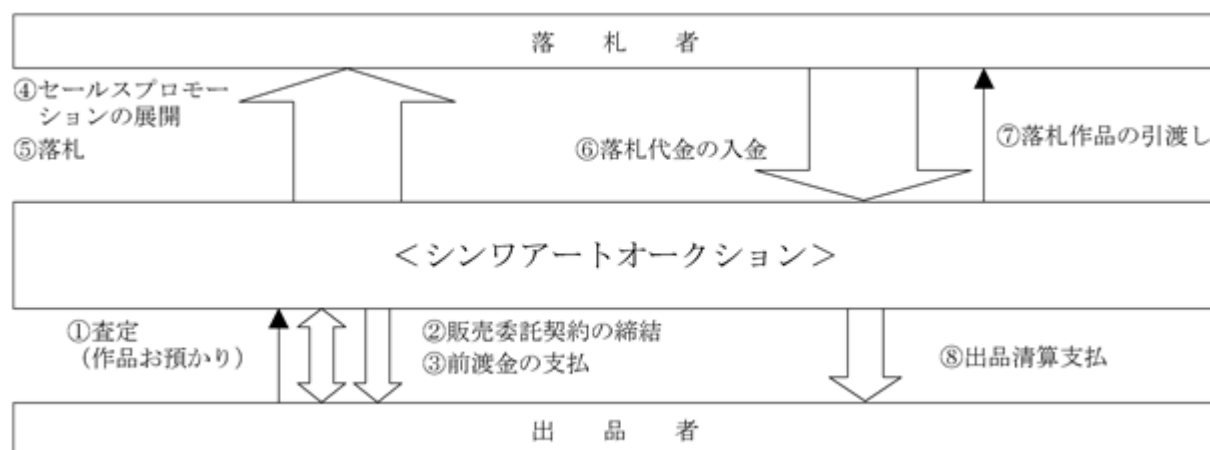 落札者
④セールスプロモー
ションの展開
⑤落札
⑥落札代金の入金
⑦落札作品の引渡し
＜シンワアートオークション＞
①査定
（作品お預かり）
②販売委託契約の締結
③前渡金の支払
⑧出品清算支払
出品者